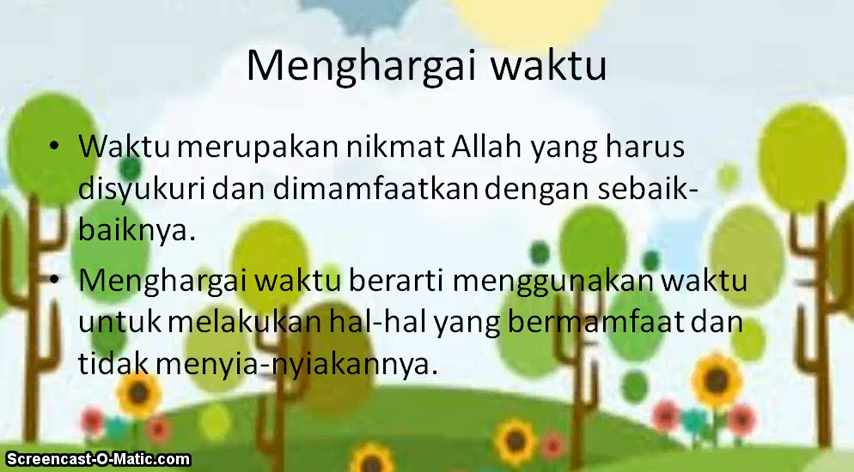 Menghargai waktu
• Waktu merupakan nikmat Allah yang harus
disyukuri dan dimamfaatkan dengan sebaik-
baiknya.
• Menghargai waktu berarti menggunakan waktu
untuk melakukan hal-hal yang bermamfaat dan
tidak menyia-nyiakannya.
Screencast-O-Matic.com